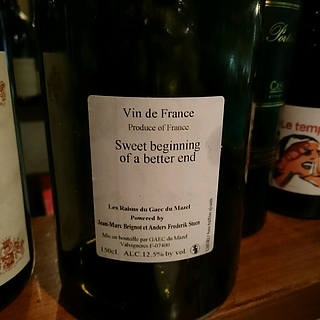 Vin de France
Produce of France
Sweet beginning
of a better end
Les Raisins du Gaec du Mazel
Powered by
Jean-Marc Brignot et Anders Frederik Steen
Mis en bouteille par GAEC du Mazel
Valvignères F-07400
150cl. ALC.12.5% by vol.
Le temp